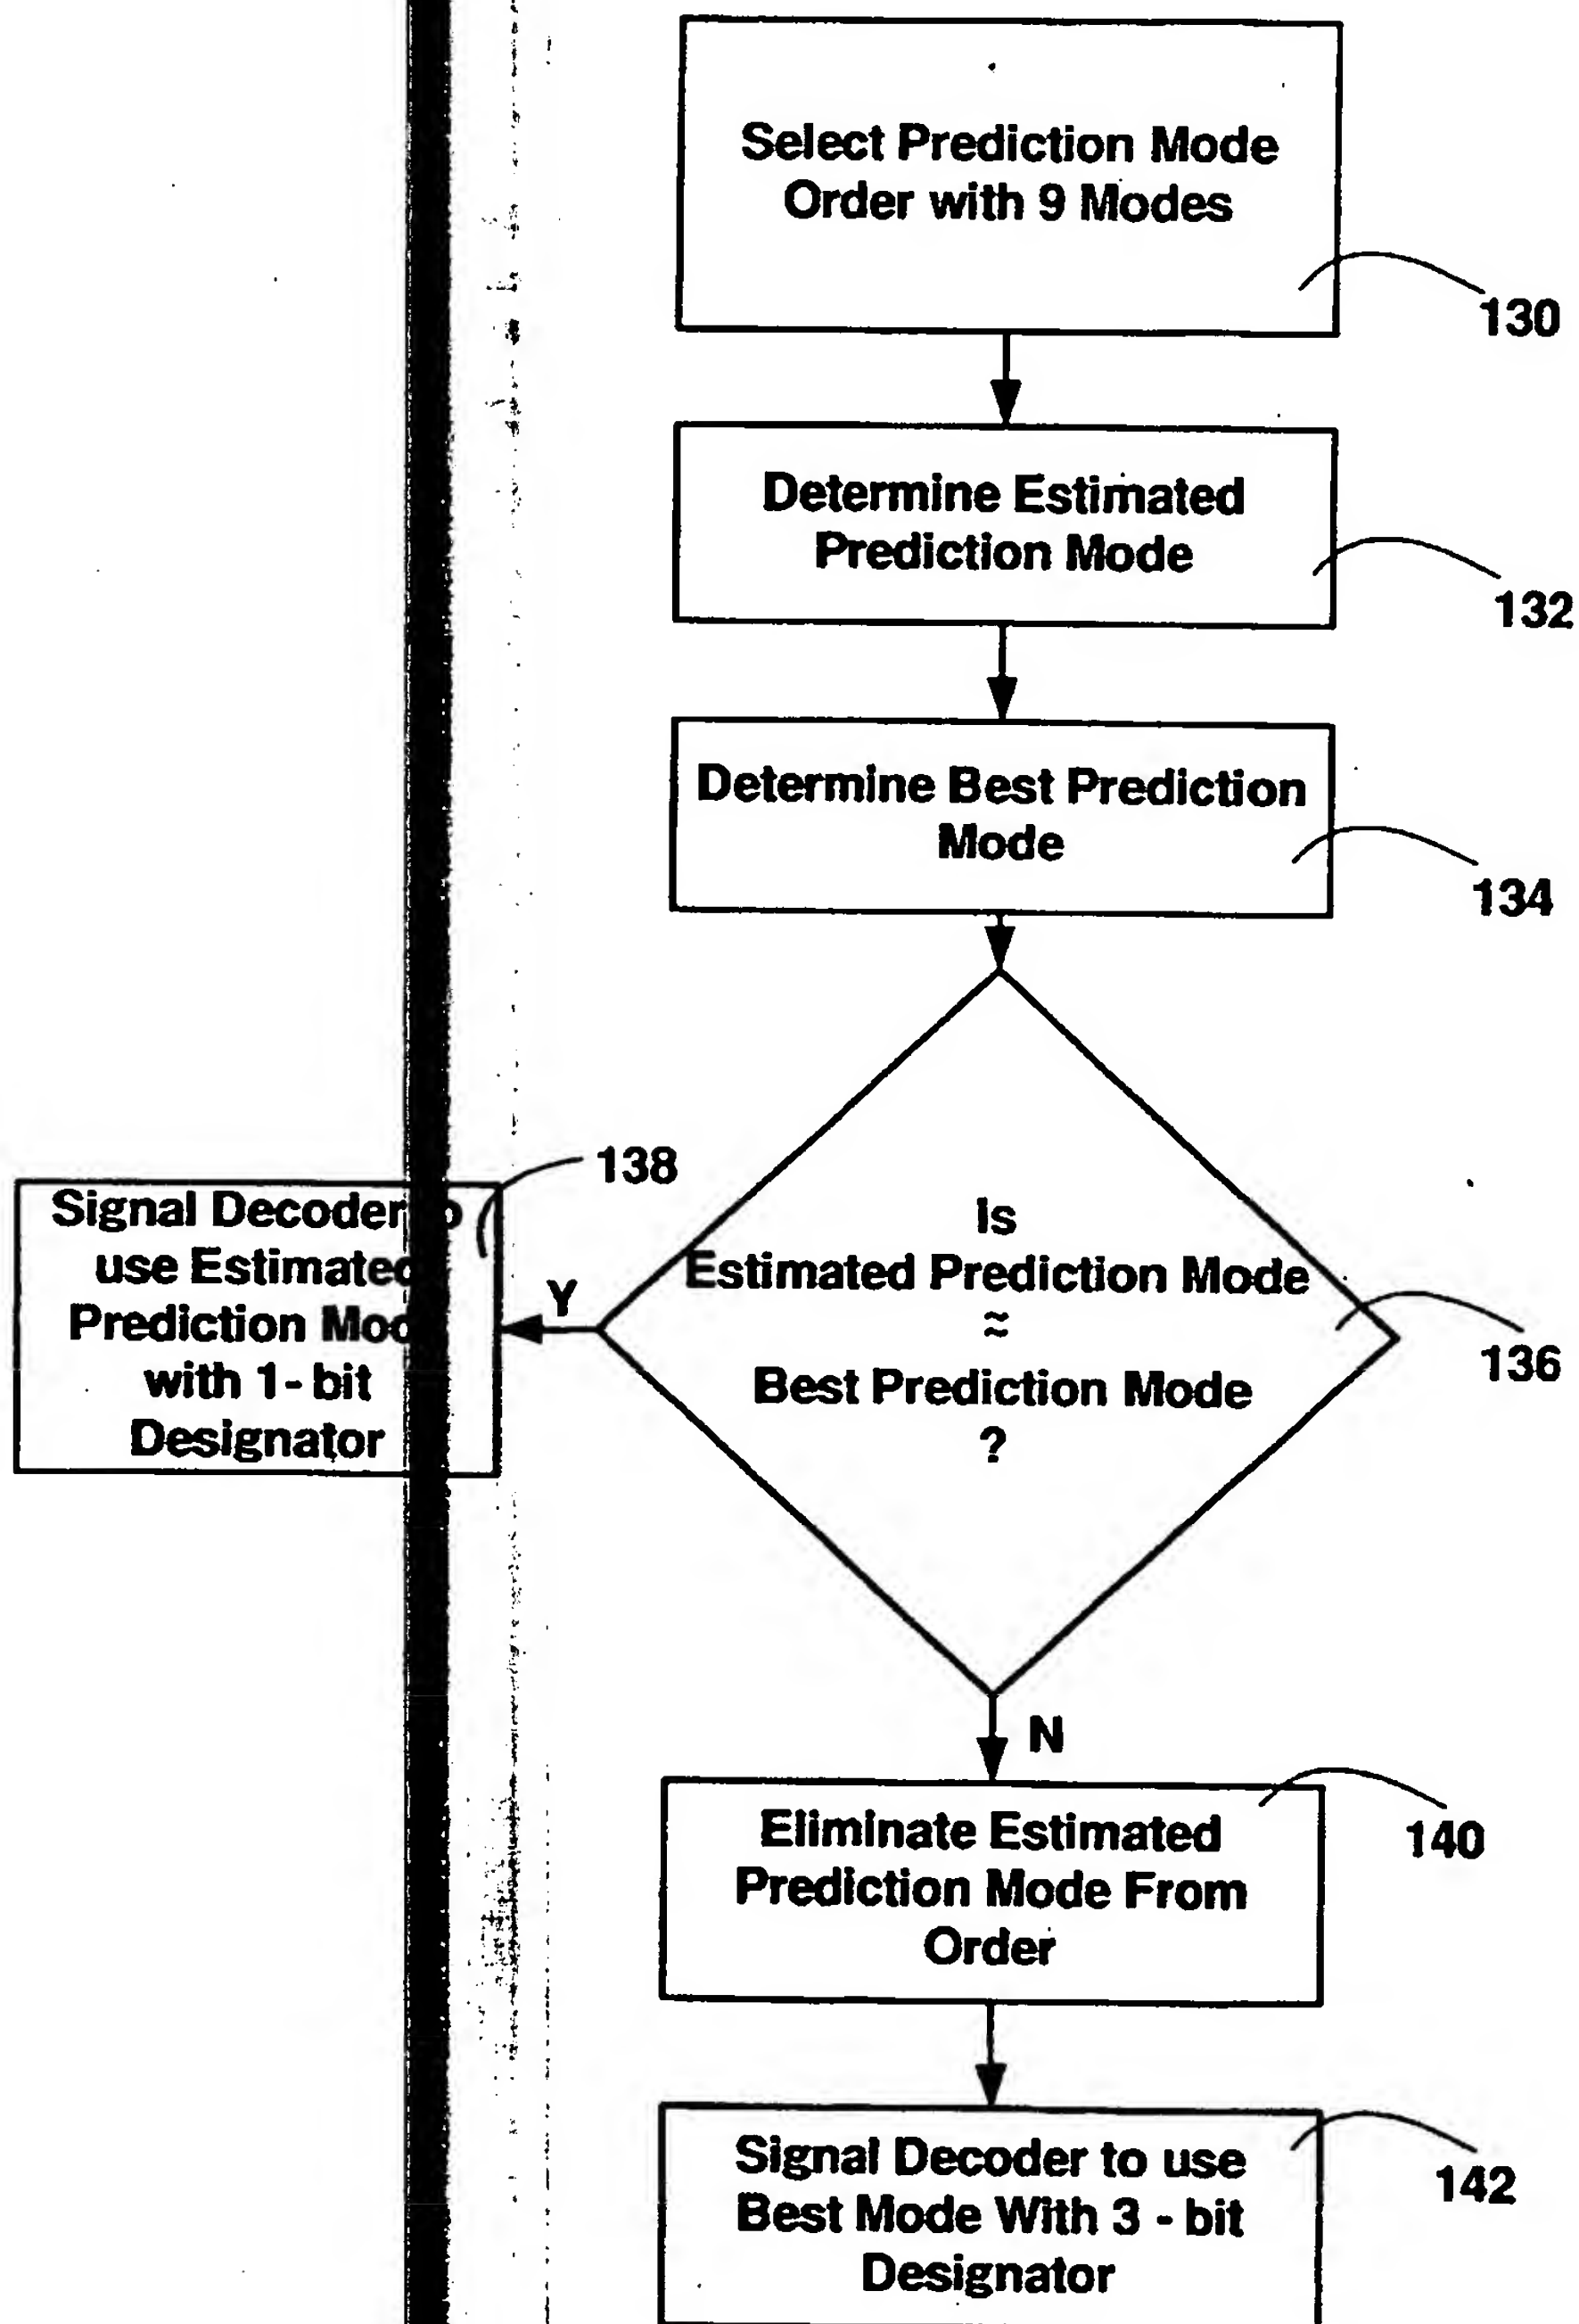 Select Prediction Mode
Order with 9 Modes
130
Determine Estimated
Prediction Mode
132
Determine Best Prediction
Mode
134
138
Signal Decoder
use Estimated
Prediction
with 1- bit
Designator
Y
Is
Estimated Prediction Mode
≈
Best Prediction Mode
?
136
N
Eliminate Estimated
Prediction Mode From
Order
140
Signal Decoder to use
Best Mode With 3 - bit
Designator
142